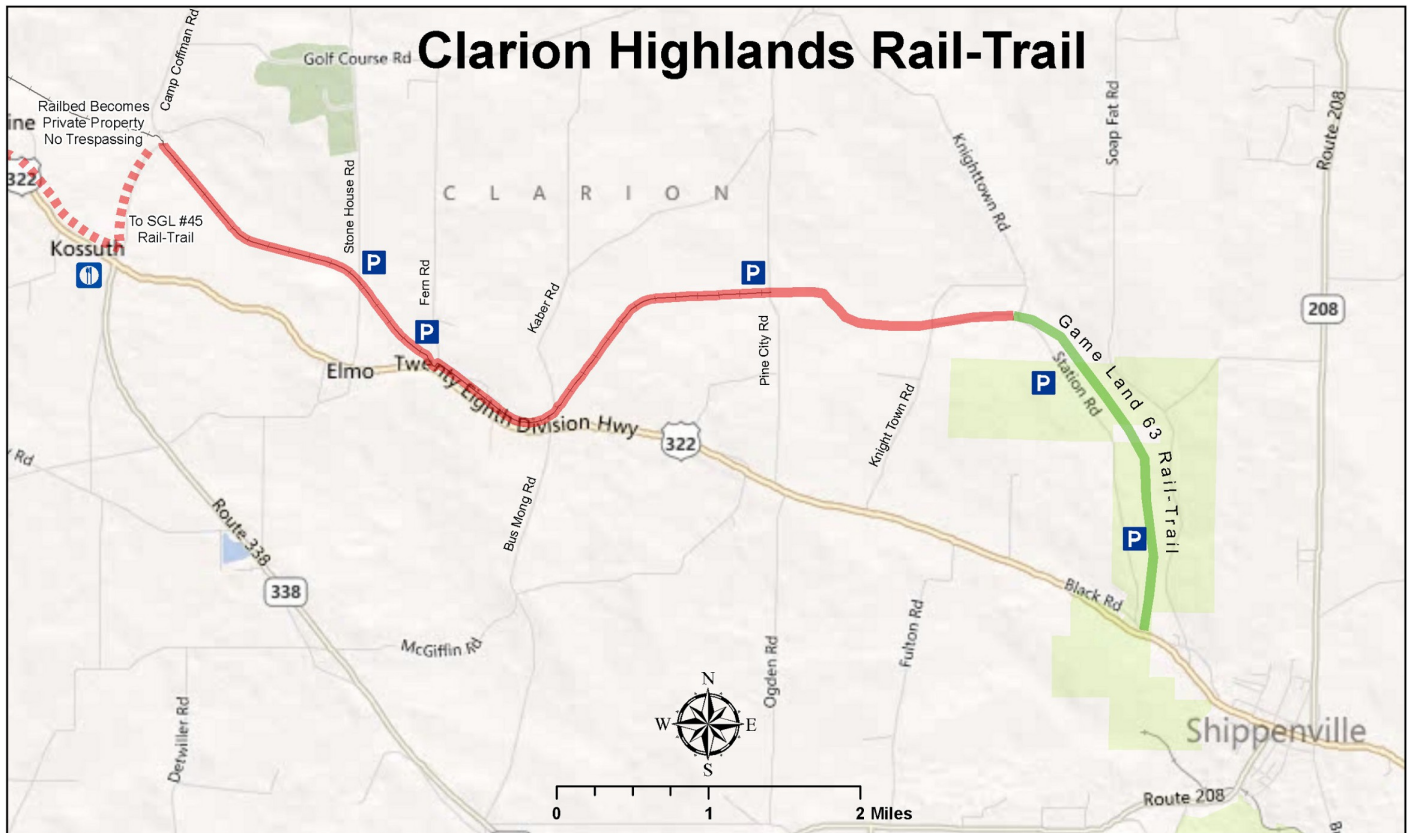 Clarion Highlands Rail-Trail
Golf Course Rd
Camp Coffman Rd
Railbed Becomes
Private Property
No Trespassing
ine
322
To SGL #45
Rail-Trail
Kossuth
Stone House Rd
P
Fern Rd
P
C L A R I O N
Kaber Rd
P
Pine City Rd
Knighttown Rd
Soap Fat Rd
Route 208
208
Game Land 63 Rail-Trail
Station Rd
P
P
Elmo
Twenty Eighth Division Hwy
322
Knight Town Rd
Rd
Route 338
338
Bus Mong Rd
McGiffin Rd
Detwiller Rd
Ogden Rd
Fulton Rd
Black Rd
Shippenville
Route 208
N
W
E
S
0
1
2 Miles